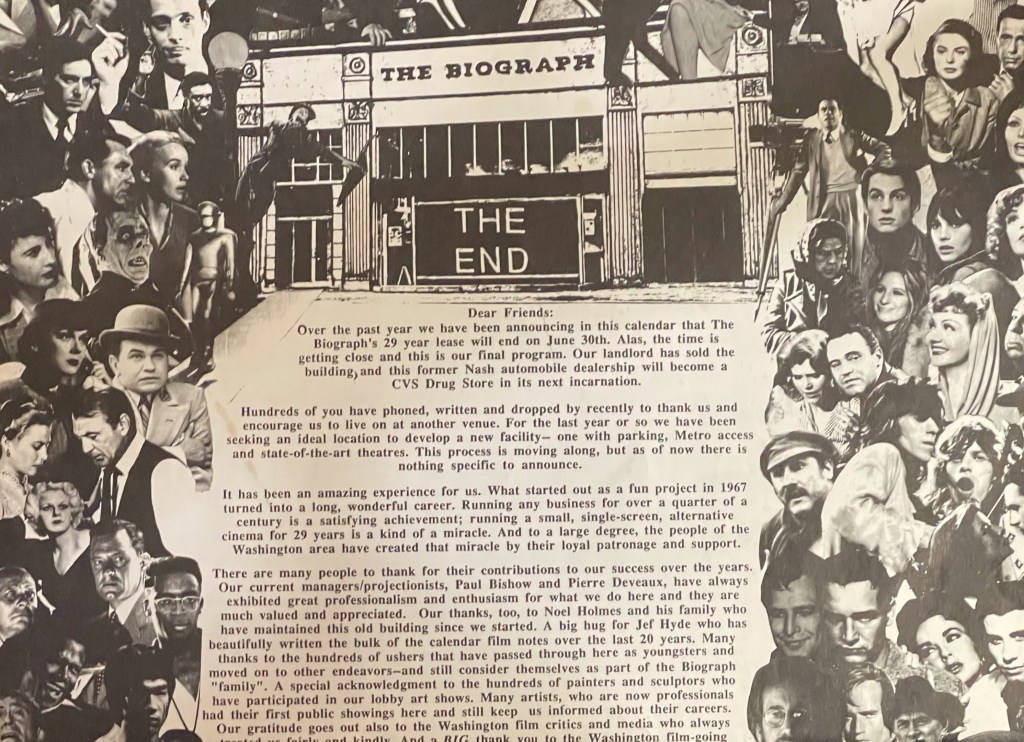 THE BIOGRAPH
THE
END
Dear Friends:
Over the past year we have been announcing in this calendar that The
Biograph's 29 year lease will end on June 30th. Alas, the time is
getting close and this is our final program. Our landlord has sold the
building, and this former Nash automobile dealership will become a
CVS Drug Store in its next incarnation.
Hundreds of you have phoned, written and dropped by recently to thank us and
encourage us to live on at another venue. For the last year or so we have been
seeking an ideal location to develop a new facility— one with parking, Metro access
and state-of-the-art theatres. This process is moving along, but as of now there is
nothing specific to announce.
It has been an amazing experience for us. What started out as a fun project in 1967
turned into a long, wonderful career. Running any business for over a quarter of a
century is a satisfying achievement; running a small, single-screen, alternative
cinema for 29 years is a kind of a miracle. And to a large degree, the people of the
Washington area have created that miracle by their loyal patronage and support.
There are many people to thank for their contributions to our success over the years.
Our current managers/projectionists, Paul Bishow and Pierre Deveaux, have always
exhibited great professionalism and enthusiasm for what we do here and they are
much valued and appreciated. Our thanks, too, to Noel Holmes and his family who
have maintained this old building since we started. A big hug for Jef Hyde who has
beautifully written the bulk of the calendar film notes over the last 20 years. Many
thanks to the hundreds of ushers that have passed through here as youngsters and
moved on to other endeavors—and still consider themselves as part of the Biograph
"family". A special acknowledgment to the hundreds of painters and sculptors who
have participated in our lobby art shows. Many artists, who are now professionals
had their first public showings here and still keep us informed about their careers.
Our gratitude goes out also to the Washington film critics and media who always
treated us fairly and kindly. And a BIG thank you to the Washington film-going